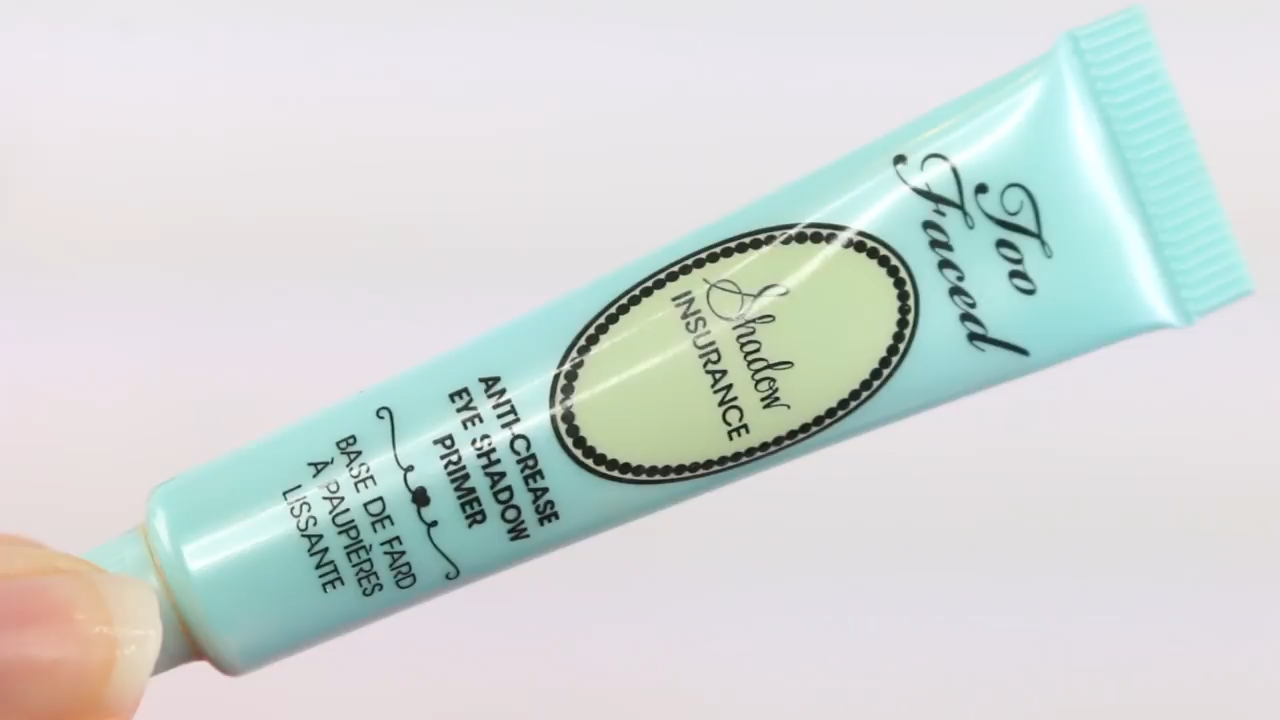 Too
Faced
Shadow
INSURANCE
ANTI-CREASE
EYE SHADOW
PRIMER
BASE DE FARD
À PAUPIÈRES
LISSANTE